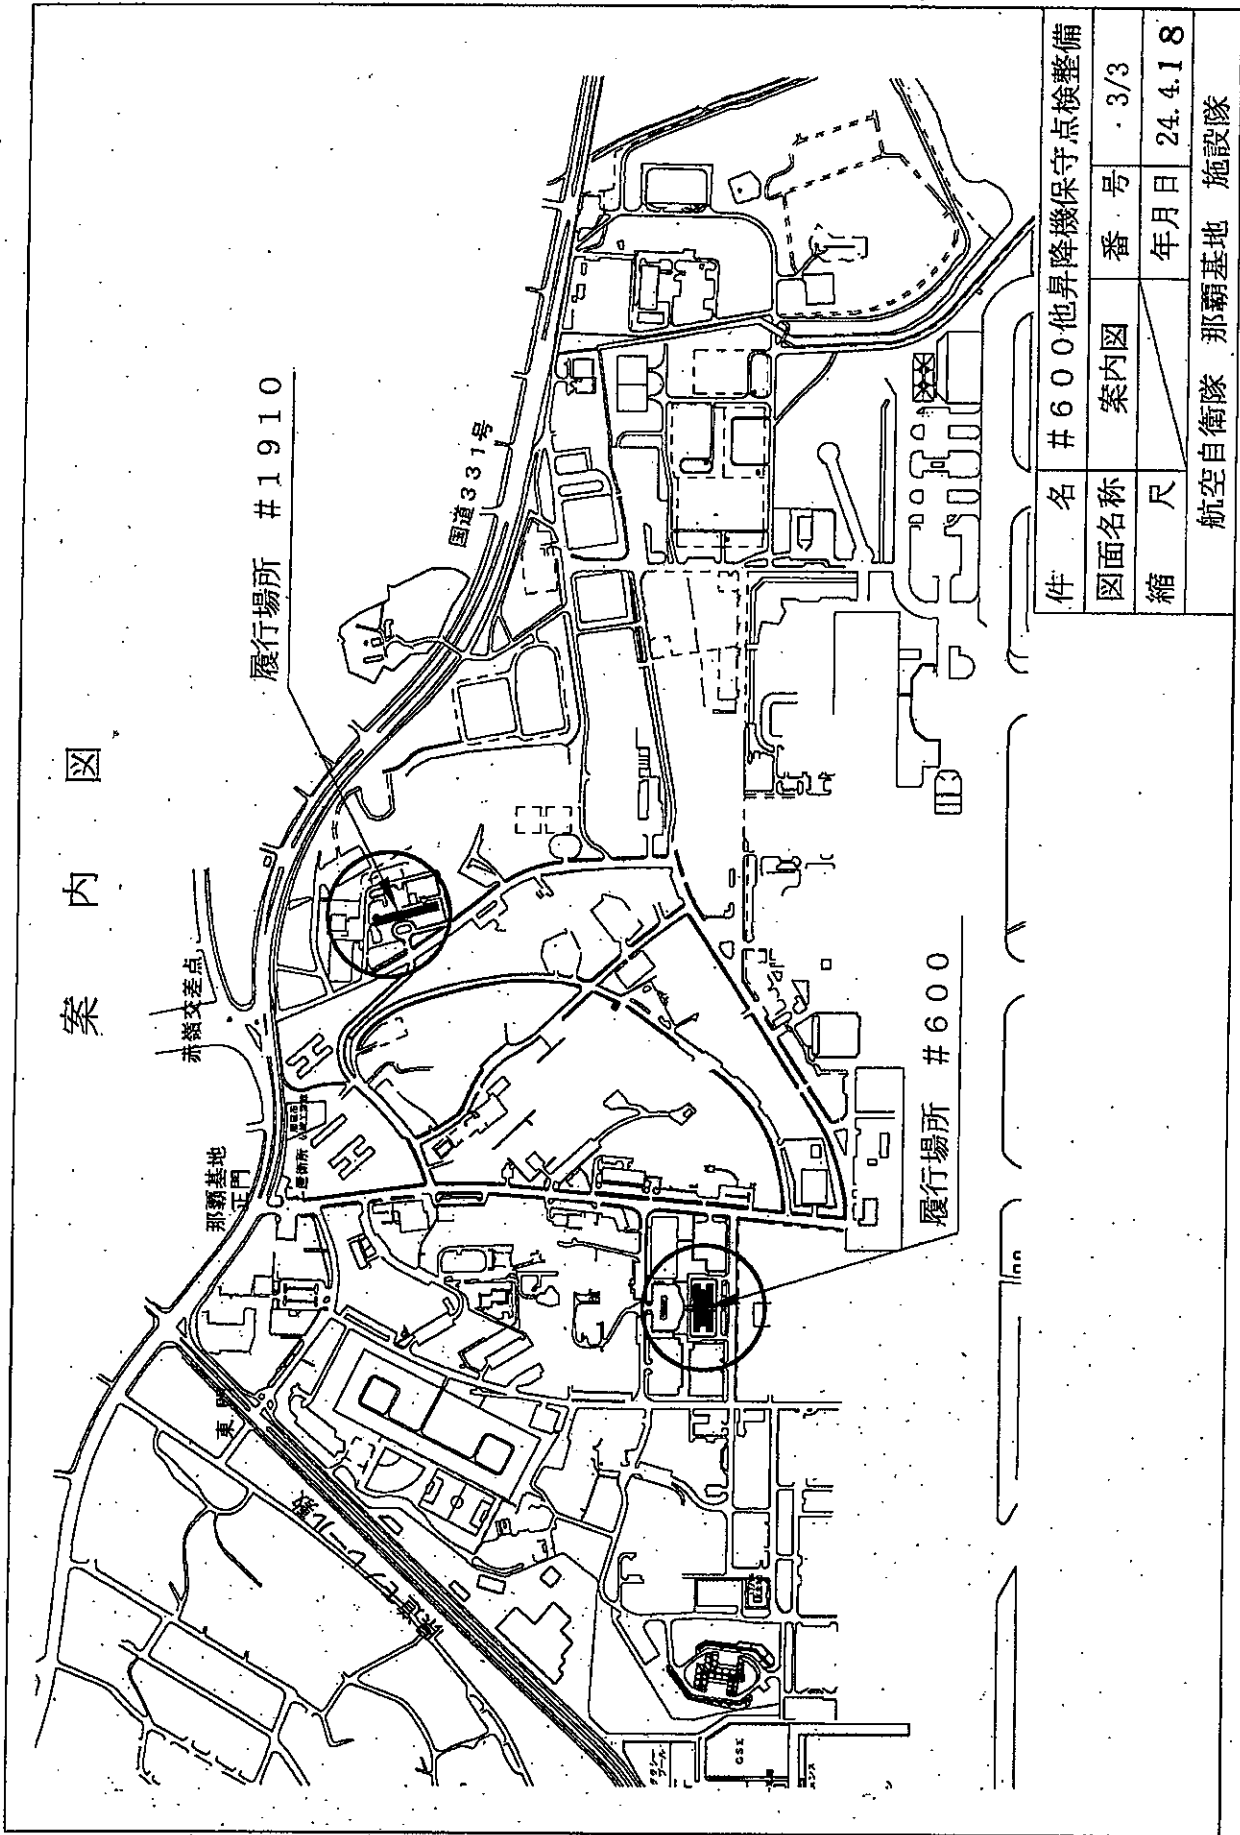 案内図
履行場所 #1910
国道331号
赤嶺交差点
那覇基地
正門
履行場所 #600
GSE
件名 #600他昇降機保守点検整備
図面名称 案内図 番号 3/3
縮尺 年月日 24.4.18
航空自衛隊 那覇基地 施設隊